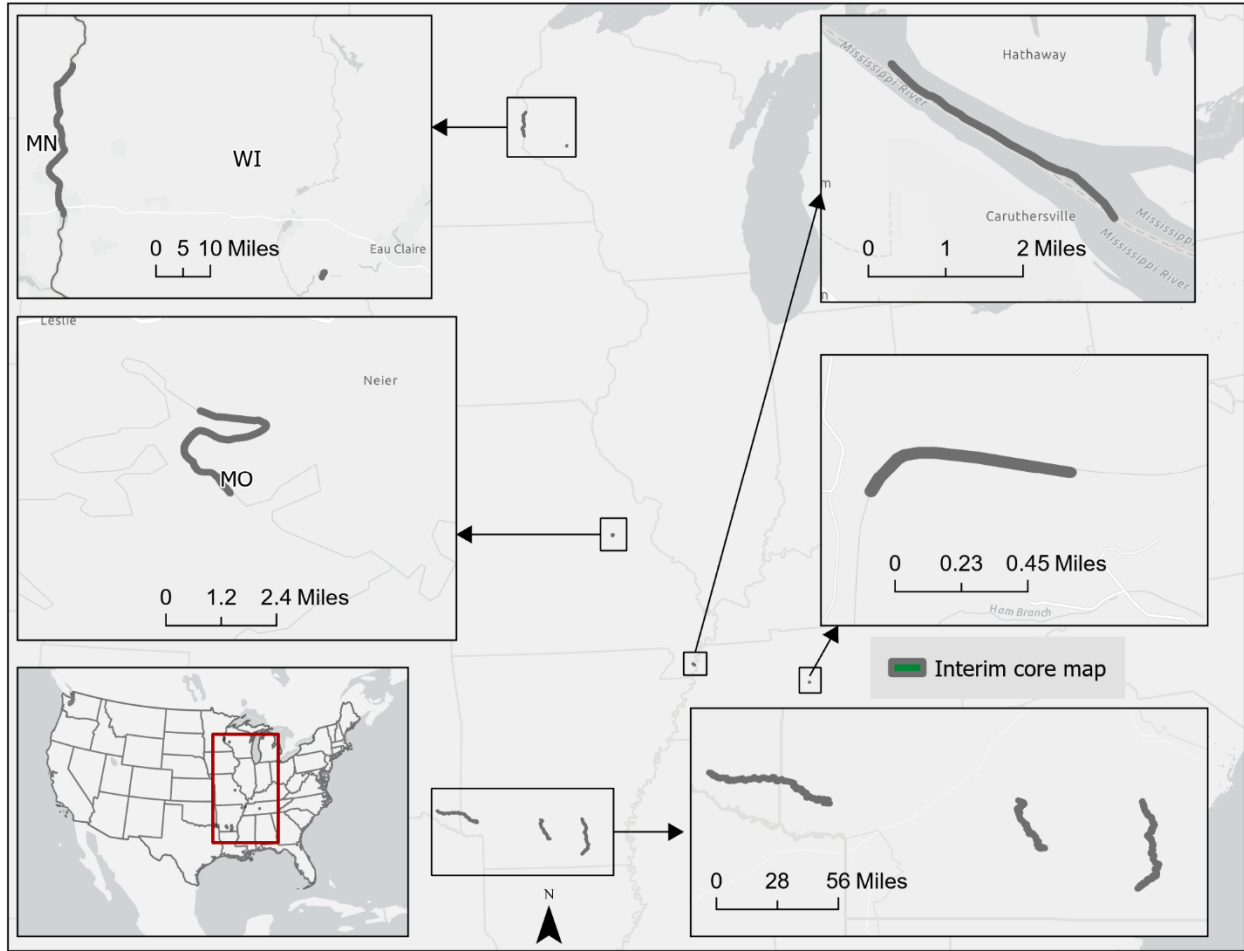 MN
WI
Eau Claire
0 5 10 Miles
Hathaway
Mississippi River
Caruthersville
Mississippi River
0 1 2 Miles
m
n
Leslie
Neier
MO
0 1.2 2.4 Miles
0 0.23 0.45 Miles
Ham Branch
Interim core map
N
0 28 56 Miles